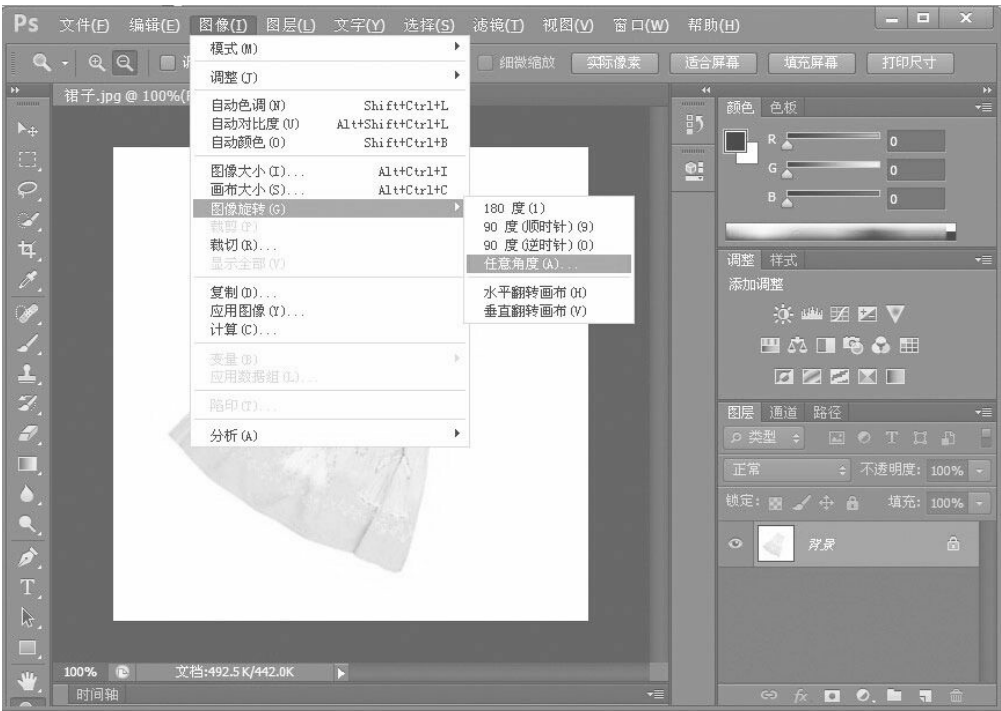 Ps 文件(F) 编辑(E) 图像(I) 图层(L) 文字(Y) 选择(S) 滤镜(T) 视图(V) 窗口(W) 帮助(H)
细微缩放 实际像素 适合屏幕 填充屏幕 打印尺寸
裙子.jpg @ 100%(
模式(M)
调整(J)
自动色调(N) Shift+Ctrl+L
自动对比度(U) Alt+Shift+Ctrl+L
自动颜色(O) Shift+Ctrl+B
图像大小(I)... Alt+Ctrl+I
画布大小(S)... Alt+Ctrl+C
图像旋转(G)
裁剪(P)
裁切(R)...
显示全部(V)
复制(D)...
应用图像(Y)...
计算(C)...
变量(B)
应用数据组(L)...
陷印(T)...
分析(A)
180 度(1)
90 度(顺时针)(9)
90 度(逆时针)(0)
任意角度(A)...
水平翻转画布(H)
垂直翻转画布(V)
颜色 色板
R 0
G 0
B 0
调整 样式
添加调整
图层 通道 路径
类型
正常 不透明度: 100%
锁定: 填充: 100%
背景
100% 文档:492.5K/442.0K
时间轴